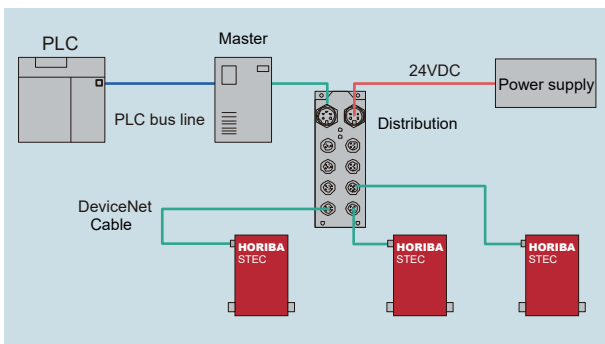 PLC
Master
24VDC
Power supply
PLC bus line
Distribution
DeviceNet
Cable
HORIBA
STEC
HORIBA
STEC
HORIBA
STEC